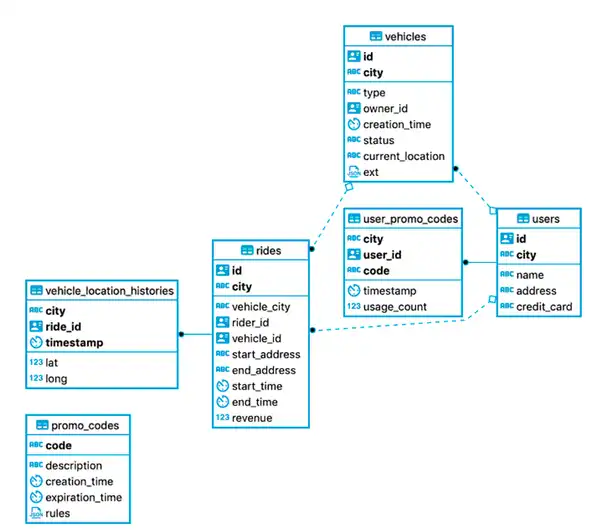 vehicles
id
ABC city
ABC type
owner_id
creation_time
ABC status
ABC current_location
JSON ext
user_promo_codes
ABC city
user_id
ABC code
timestamp
123 usage_count
users
id
ABC city
ABC name
ABC address
ABC credit_card
rides
id
ABC city
ABC vehicle_city
rider_id
vehicle_id
ABC start_address
ABC end_address
start_time
end_time
123 revenue
vehicle_location_histories
ABC city
ride_id
timestamp
123 lat
123 long
promo_codes
ABC code
ABC description
creation_time
expiration_time
JSON rules